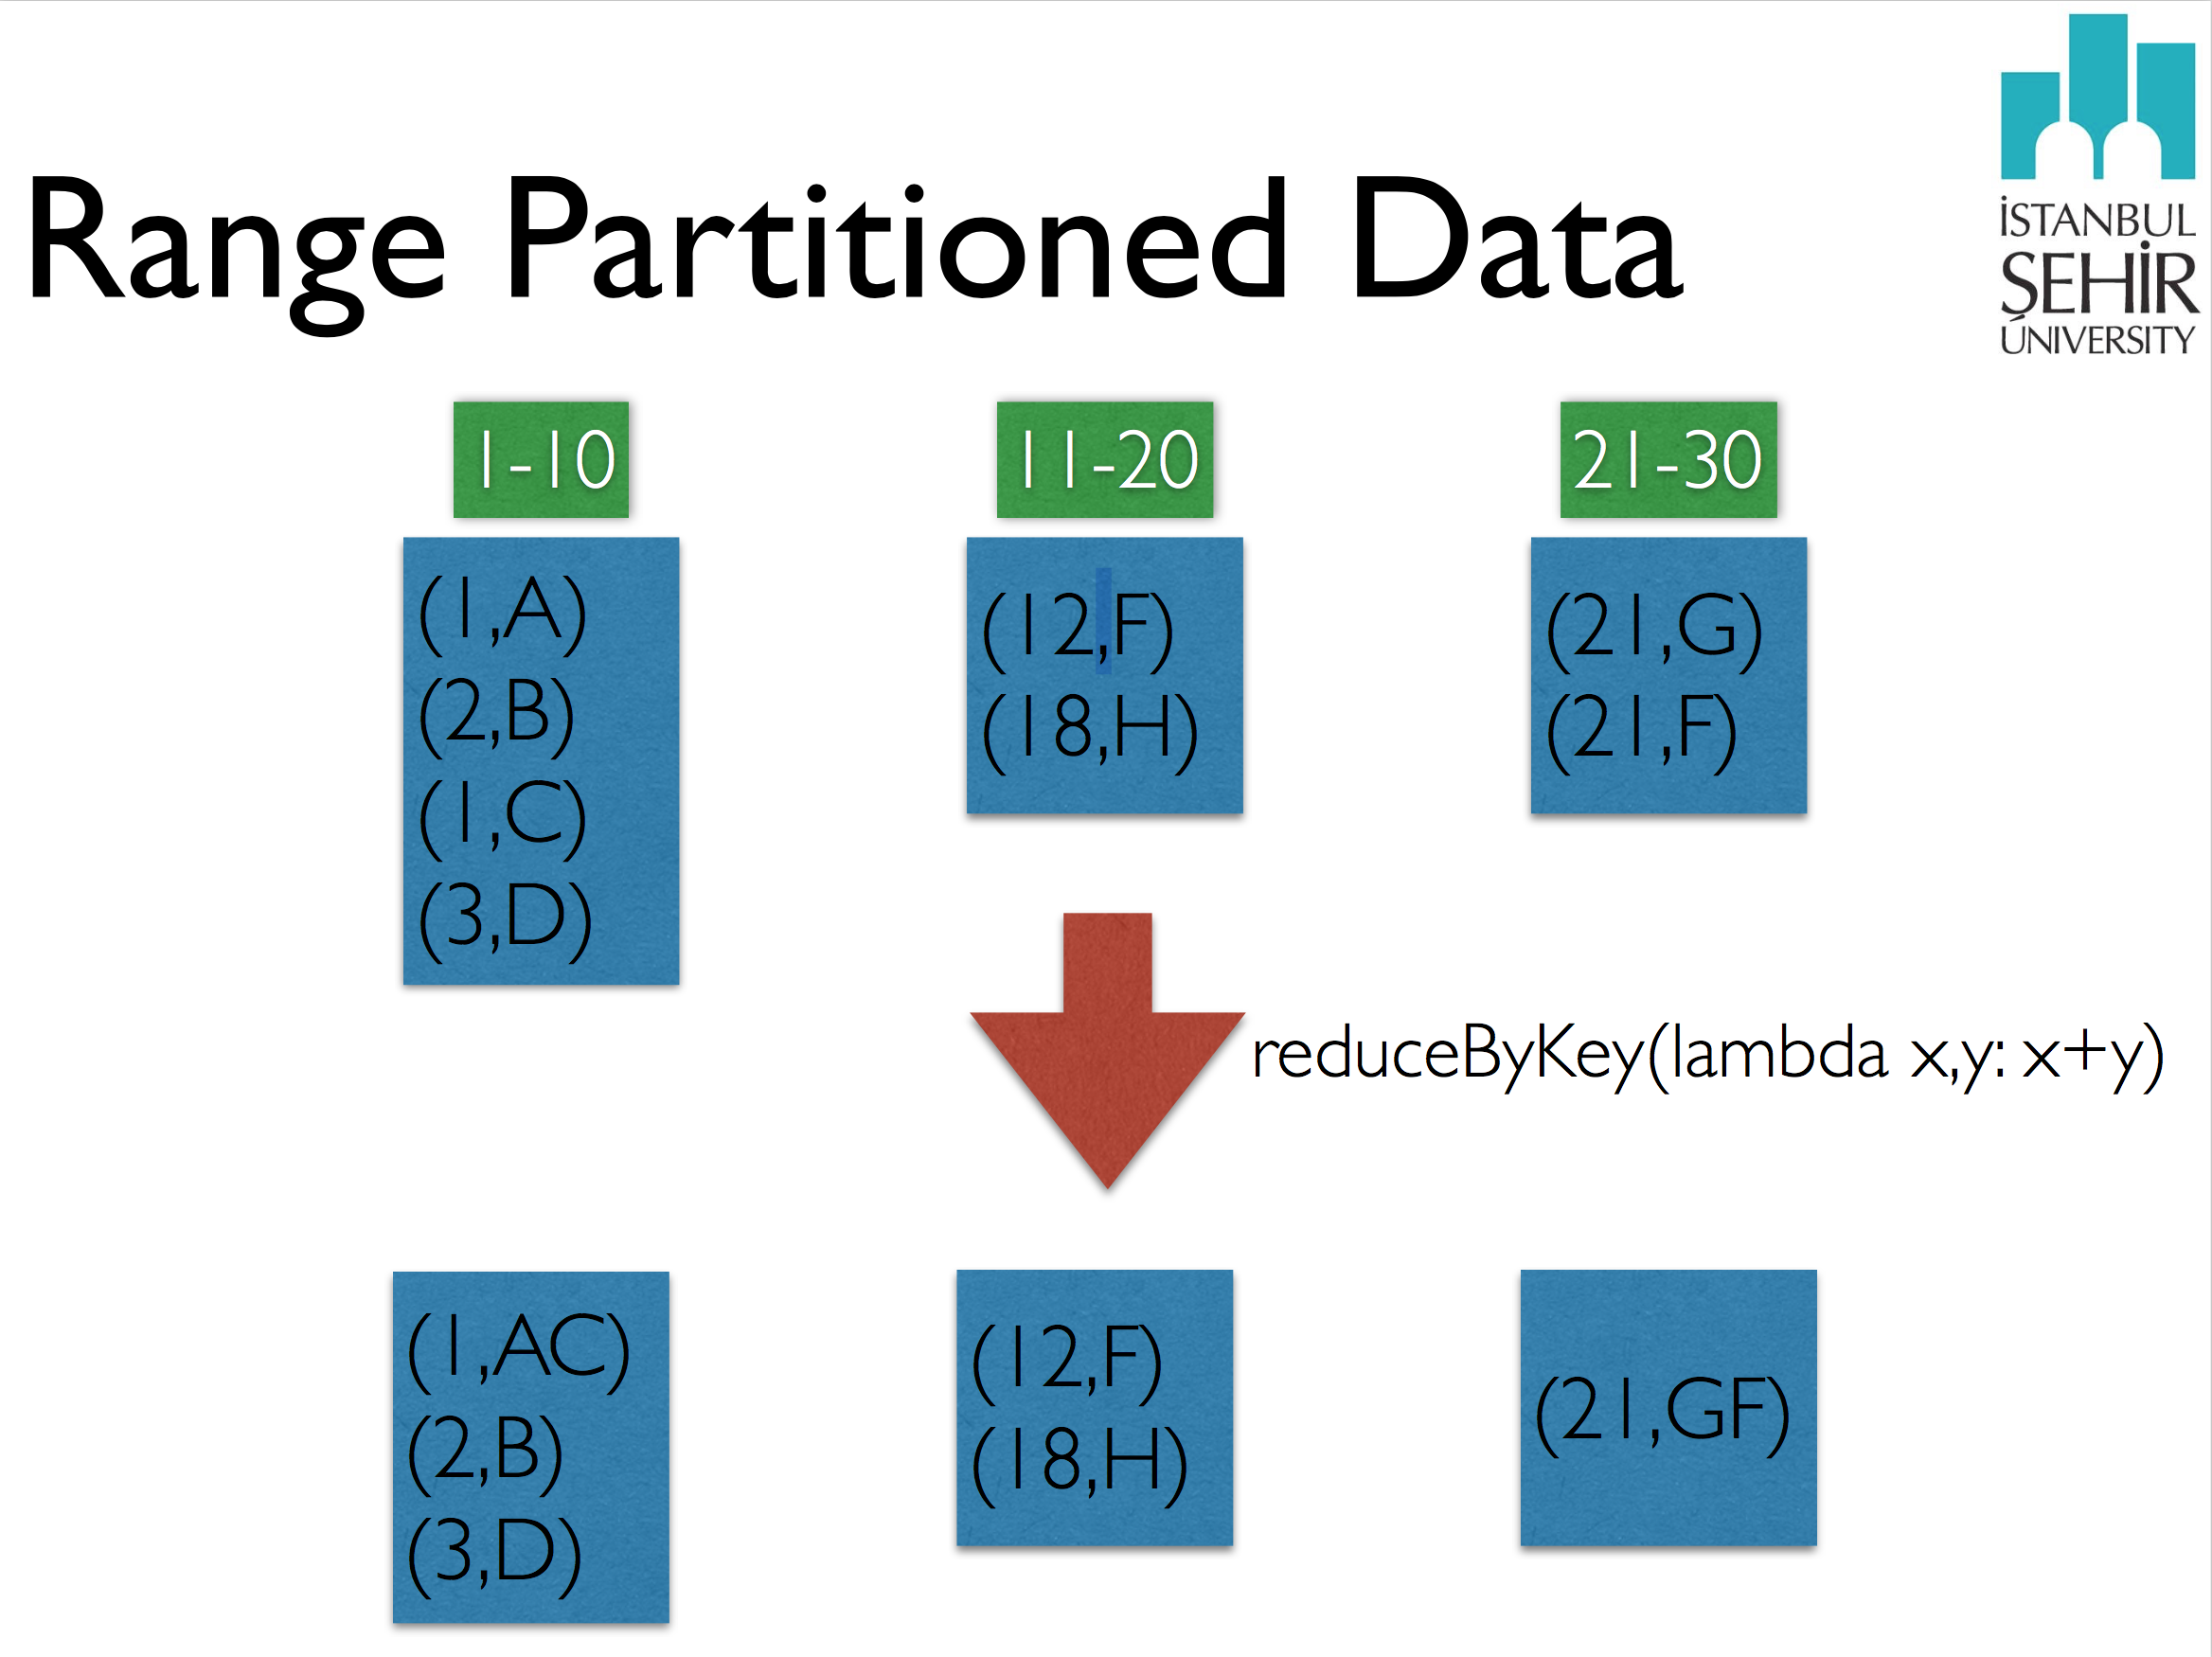 İSTANBUL
ŞEHİR
ÜNIVERSITY
Range Partitioned Data
1-10
11-20
21-30
(1,A)
(2,B)
(1,C)
(3,D)
(12,F)
(18,H)
(21,G)
(21,F)
reduceByKey(lambda x,y: x+y)
(1,AC)
(2,B)
(3,D)
(12,F)
(18,H)
(21,GF)